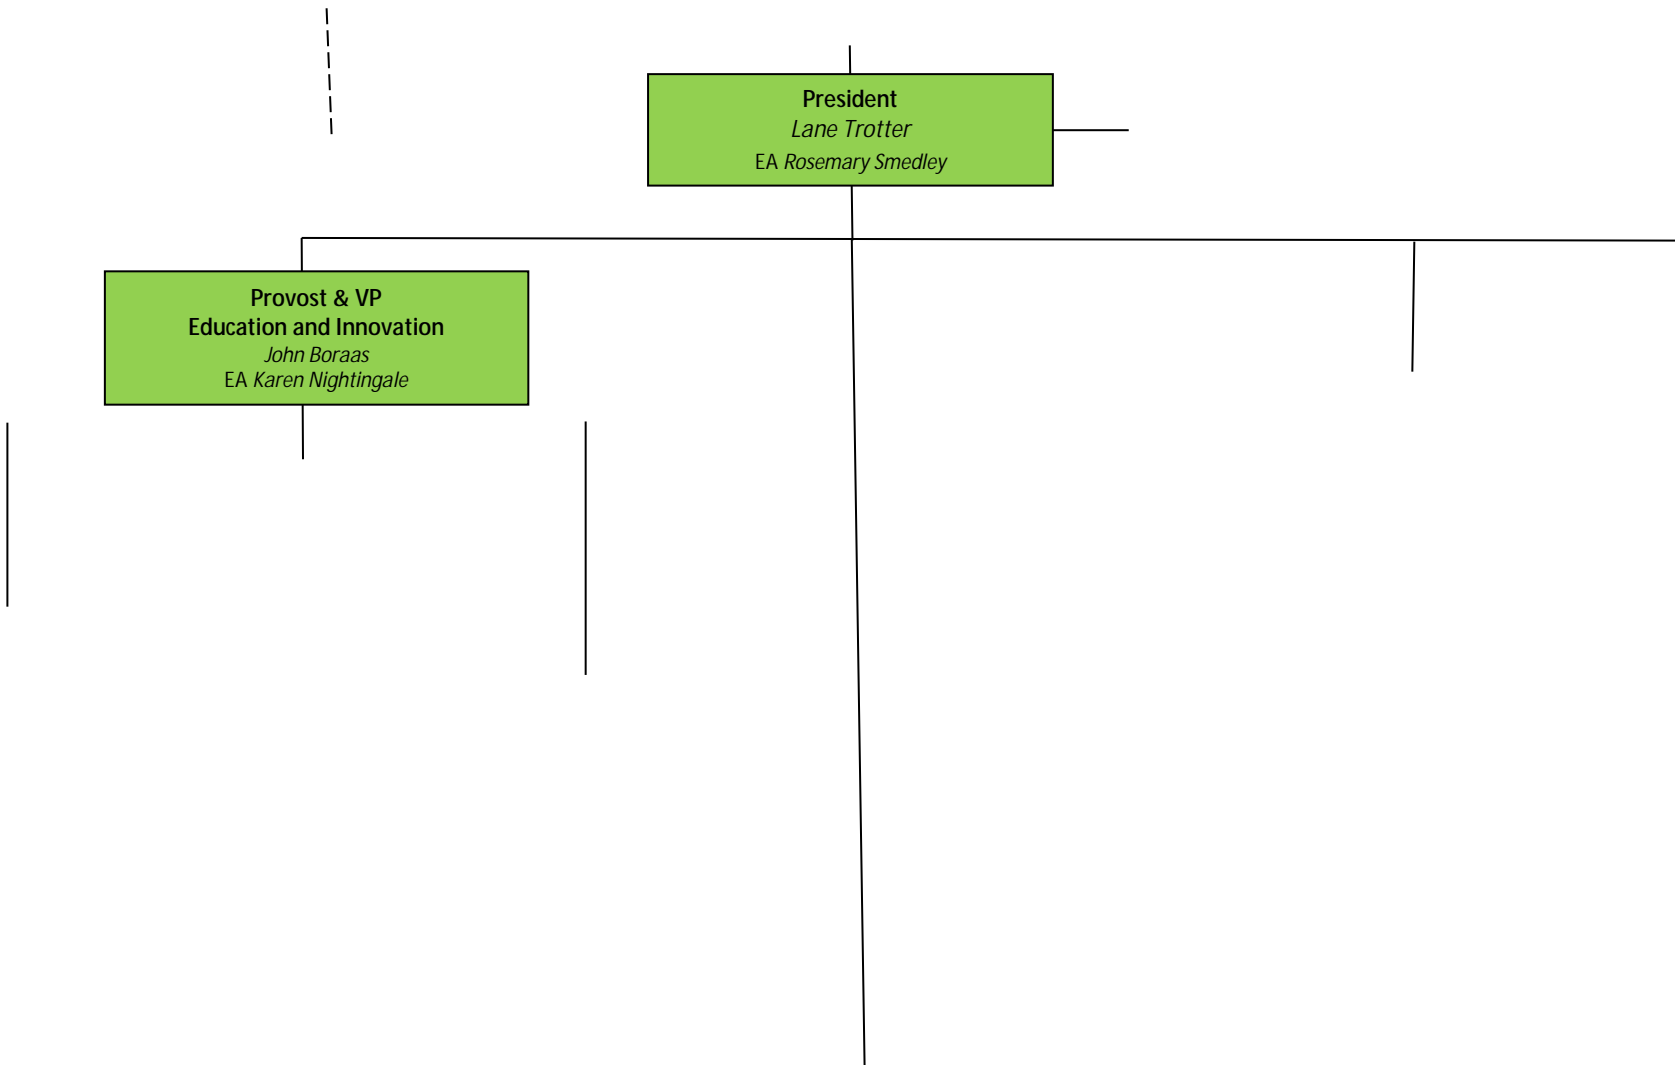 President
Lane Trotter
EA Rosemary Smedley
Provost & VP
Education and Innovation
John Boraas
EA Karen Nightingale